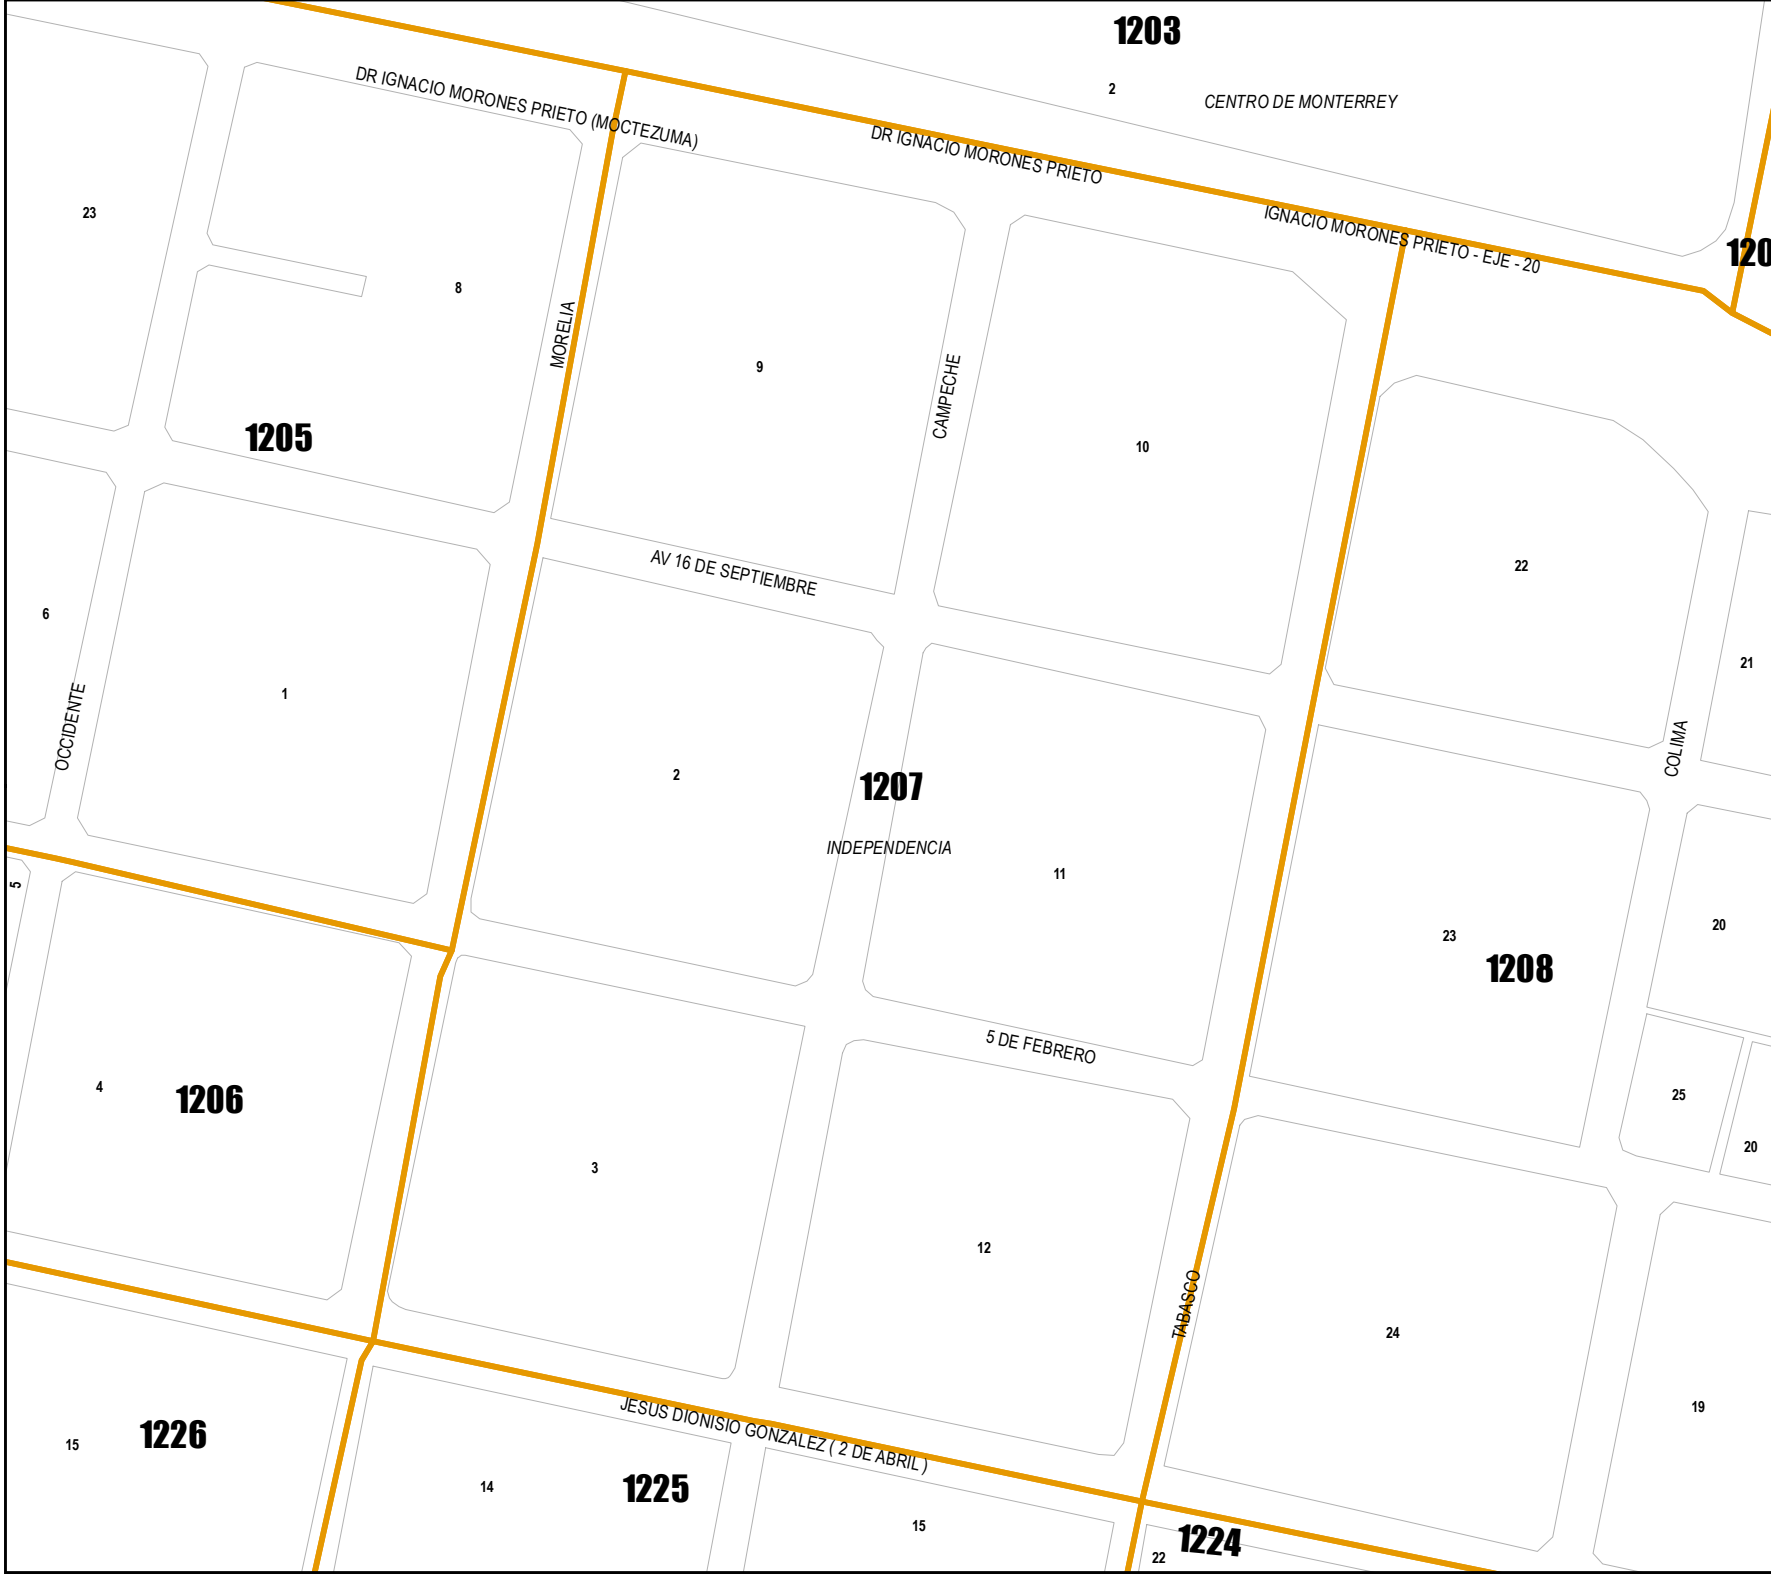 1203
2
CENTRO DE MONTERREY
DR IGNACIO MORONES PRIETO (MOCTEZUMA)
DR IGNACIO MORONES PRIETO
IGNACIO MORONES PRIETO - EJE - 20
120
23
8
MORELIA
9
CAMPECHE
10
1205
22
AV 16 DE SEPTIEMBRE
6
1
OCCIDENTE
21
COLIMA
2
1207
INDEPENDENCIA
11
5
20
23
1208
5 DE FEBRERO
4
1206
25
20
3
12
TABASCO
24
19
JESUS DIONISIO GONZALEZ ( 2 DE ABRIL )
15
1226
14
1225
15
1224
22